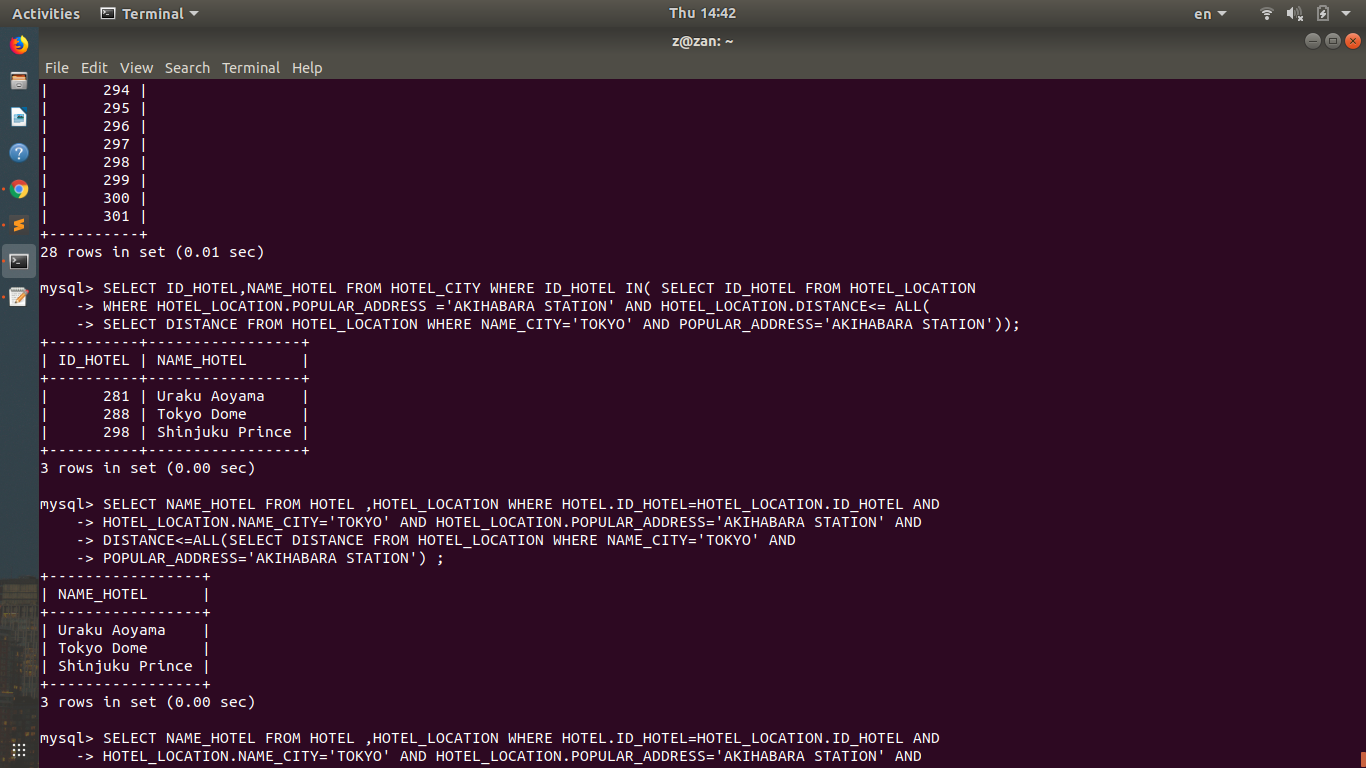 Activities Terminal Thu 14:42 en
z@zan: ~
File Edit View Search Terminal Help
|      294 |
|      295 |
|      296 |
|      297 |
|      298 |
|      299 |
|      300 |
|      301 |
+----------+
28 rows in set (0.01 sec)

mysql> SELECT ID_HOTEL,NAME_HOTEL FROM HOTEL_CITY WHERE ID_HOTEL IN( SELECT ID_HOTEL FROM HOTEL_LOCATION
    -> WHERE HOTEL_LOCATION.POPULAR_ADDRESS ='AKIHABARA STATION' AND HOTEL_LOCATION.DISTANCE<= ALL(
    -> SELECT DISTANCE FROM HOTEL_LOCATION WHERE NAME_CITY='TOKYO' AND POPULAR_ADDRESS='AKIHABARA STATION'));
+----------+-----------------+
| ID_HOTEL | NAME_HOTEL      |
+----------+-----------------+
|      281 | Uraku Aoyama    |
|      288 | Tokyo Dome      |
|      298 | Shinjuku Prince |
+----------+-----------------+
3 rows in set (0.00 sec)

mysql> SELECT NAME_HOTEL FROM HOTEL ,HOTEL_LOCATION WHERE HOTEL.ID_HOTEL=HOTEL_LOCATION.ID_HOTEL AND
    -> HOTEL_LOCATION.NAME_CITY='TOKYO' AND HOTEL_LOCATION.POPULAR_ADDRESS='AKIHABARA STATION' AND
    -> DISTANCE<=ALL(SELECT DISTANCE FROM HOTEL_LOCATION WHERE NAME_CITY='TOKYO' AND
    -> POPULAR_ADDRESS='AKIHABARA STATION') ;
+-----------------+
| NAME_HOTEL      |
+-----------------+
| Uraku Aoyama    |
| Tokyo Dome      |
| Shinjuku Prince |
+-----------------+
3 rows in set (0.00 sec)

mysql> SELECT NAME_HOTEL FROM HOTEL ,HOTEL_LOCATION WHERE HOTEL.ID_HOTEL=HOTEL_LOCATION.ID_HOTEL AND
    -> HOTEL_LOCATION.NAME_CITY='TOKYO' AND HOTEL_LOCATION.POPULAR_ADDRESS='AKIHABARA STATION' AND